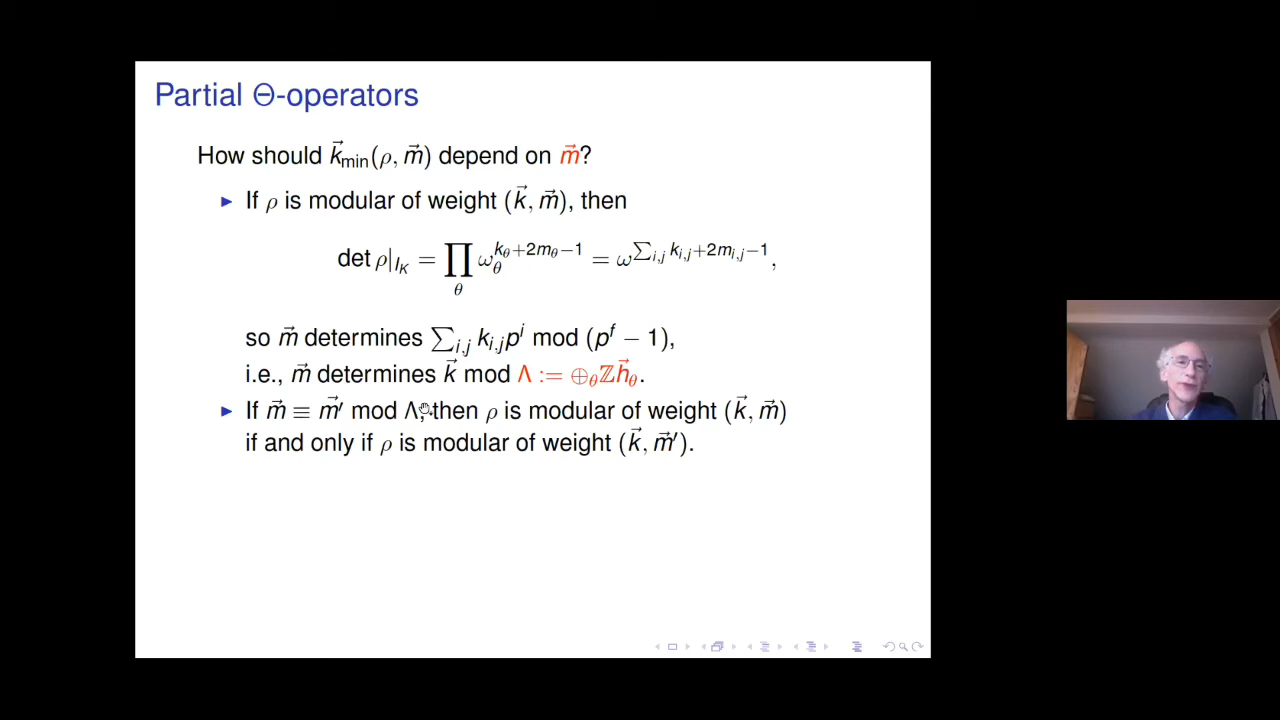 Partial Θ-operators
How should k⃗_min(ρ, m⃗) depend on m⃗?
▶ If ρ is modular of weight (k⃗, m⃗), then
det ρ|_{I_K} = ∏_θ ω_θ^{k_θ+2m_θ−1} = ω^{∑_{i,j} k_{i,j}+2m_{i,j}−1},
so m⃗ determines ∑_{i,j} k_{i,j}p^i mod (p^f − 1),
i.e., m⃗ determines k⃗ mod Λ := ⊕_θ ℤh⃗_θ.
▶ If m⃗ ≡ m⃗′ mod Λ, then ρ is modular of weight (k⃗, m⃗)
if and only if ρ is modular of weight (k⃗, m⃗′).